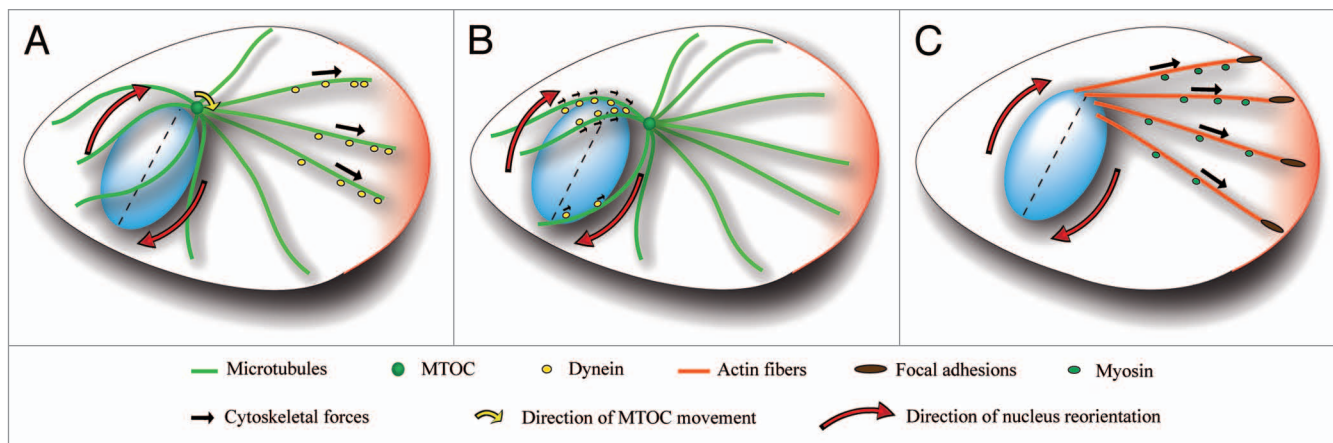 A B C
Microtubules MTOC Dynein Actin fibers Focal adhesions Myosin
Cytoskeletal forces Direction of MTOC movement Direction of nucleus reorientation